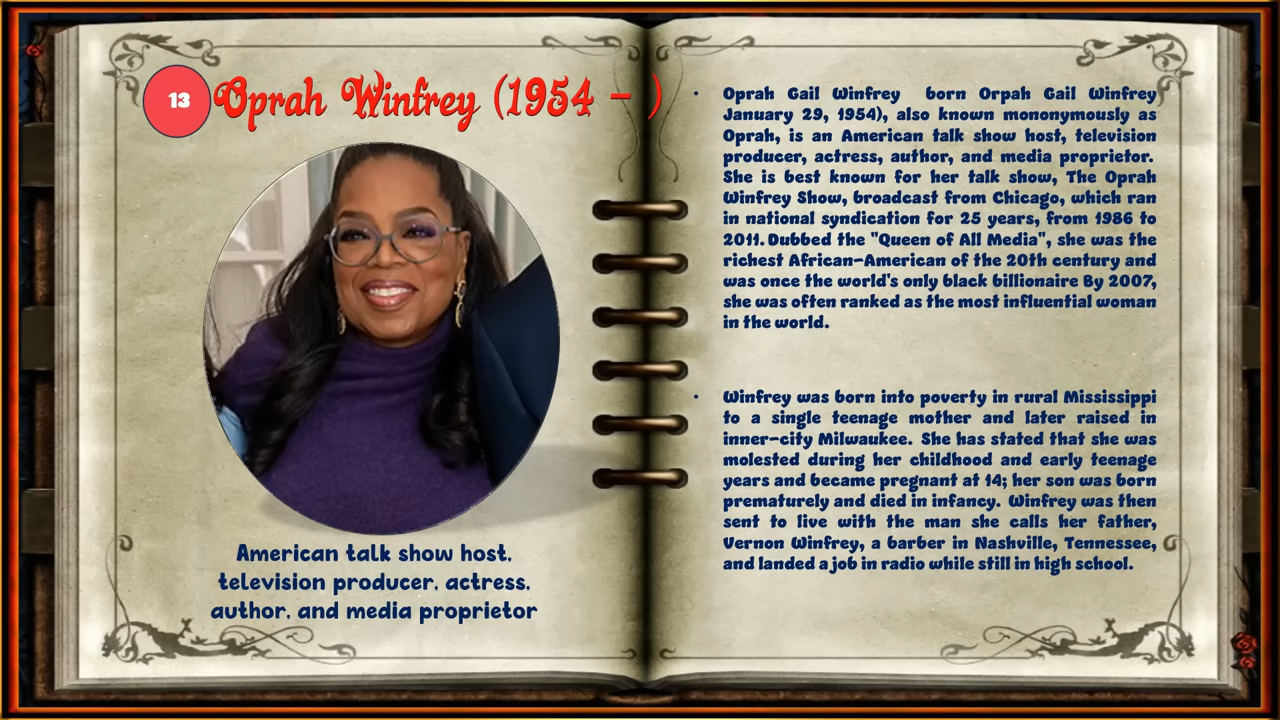 13
Oprah Winfrey (1954 - )
American talk show host,
television producer, actress,
author, and media proprietor
• Oprah Gail Winfrey born Orpah Gail Winfrey
January 29, 1954), also known mononymously as
Oprah, is an American talk show host, television
producer, actress, author, and media proprietor.
She is best known for her talk show, The Oprah
Winfrey Show, broadcast from Chicago, which ran
in national syndication for 25 years, from 1986 to
2011. Dubbed the "Queen of All Media", she was the
richest African-American of the 20th century and
was once the world's only black billionaire By 2007,
she was often ranked as the most influential woman
in the world.
• Winfrey was born into poverty in rural Mississippi
to a single teenage mother and later raised in
inner-city Milwaukee. She has stated that she was
molested during her childhood and early teenage
years and became pregnant at 14; her son was born
prematurely and died in infancy. Winfrey was then
sent to live with the man she calls her father,
Vernon Winfrey, a barber in Nashville, Tennessee,
and landed a job in radio while still in high school.